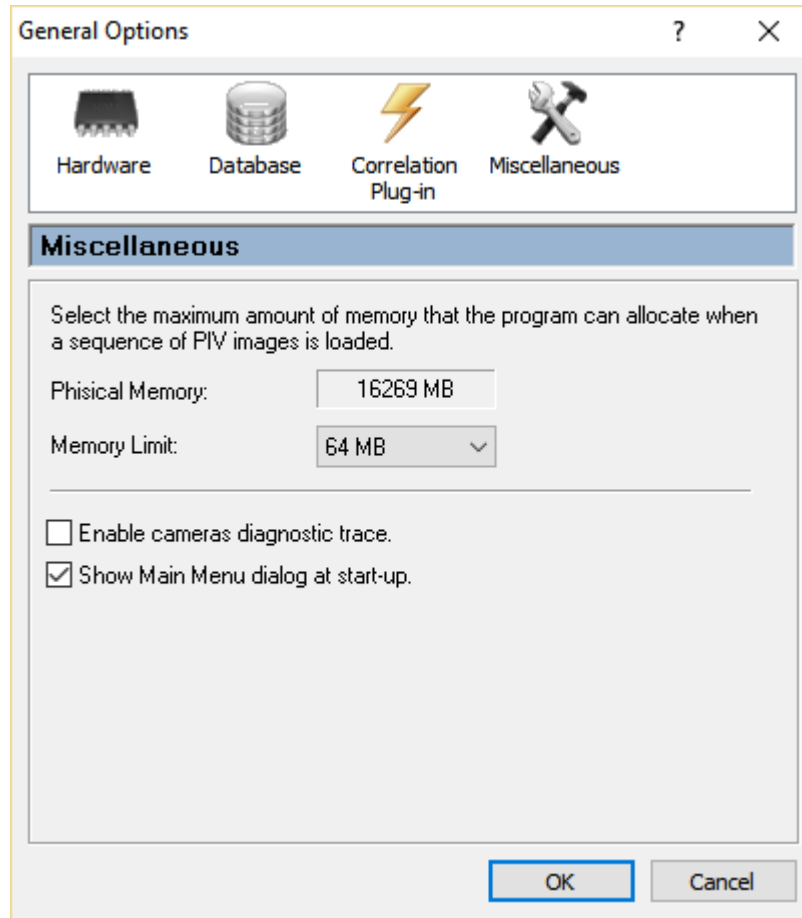 General Options
?
Hardware
Database
Correlation
Plug-in
Miscellaneous
Miscellaneous
Select the maximum amount of memory that the program can allocate when
a sequence of PIV images is loaded.
Phisical Memory: 16269 MB
Memory Limit: 64 MB
Enable cameras diagnostic trace.
Show Main Menu dialog at start-up.
OK Cancel